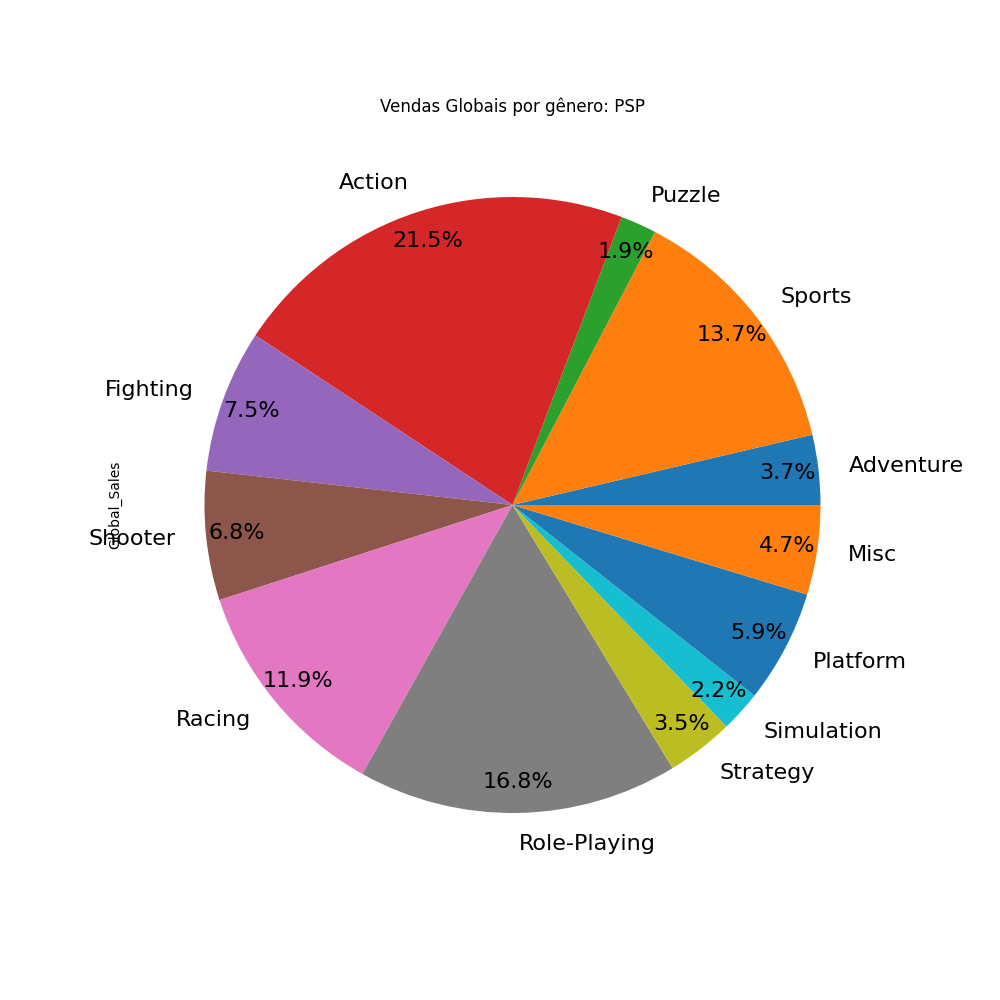 Vendas Globais por gênero: PSP
Action
Puzzle
21.5%
1.9%
Sports
13.7%
Fighting
7.5%
Adventure
3.7%
Global_Sales
Shooter
6.8%
4.7%
Misc
5.9%
Platform
11.9%
2.2%
Racing
3.5%
Simulation
Strategy
16.8%
Role-Playing